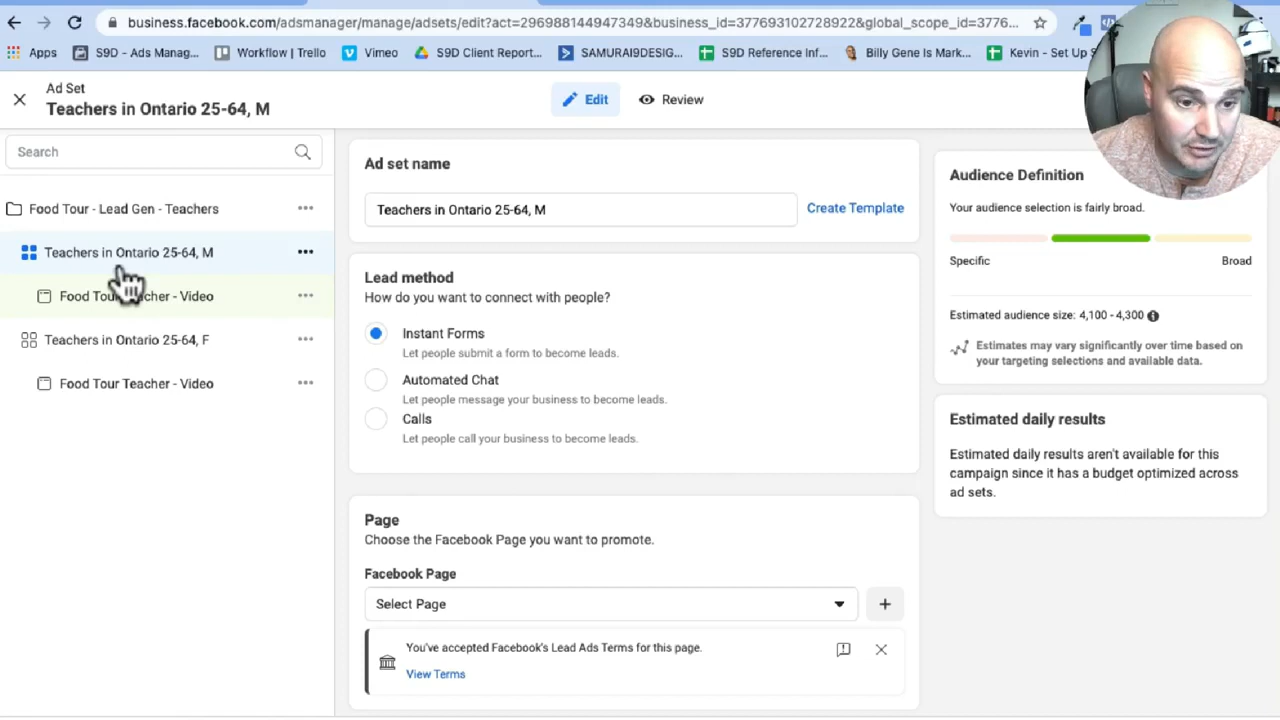 business.facebook.com/adsmanager/manage/adsets/edit?act=296988144947349&business_id=377693102728922&global_scope_id=3776...
Apps S9D - Ads Manag... Workflow | Trello Vimeo S9D Client Report... SAMURAI9DESIG... S9D Reference Inf... Billy Gene Is Mark... Kevin - Set Up
Ad Set
Teachers in Ontario 25-64, M
Edit Review
Search
Food Tour - Lead Gen - Teachers
Teachers in Ontario 25-64, M
Food Tour Teacher - Video
Teachers in Ontario 25-64, F
Food Tour Teacher - Video
Ad set name
Teachers in Ontario 25-64, M
Create Template
Lead method
How do you want to connect with people?
Instant Forms
Let people submit a form to become leads.
Automated Chat
Let people message your business to become leads.
Calls
Let people call your business to become leads.
Page
Choose the Facebook Page you want to promote.
Facebook Page
Select Page
You've accepted Facebook's Lead Ads Terms for this page.
View Terms
Audience Definition
Your audience selection is fairly broad.
Specific Broad
Estimated audience size: 4,100 - 4,300
Estimates may vary significantly over time based on
your targeting selections and available data.
Estimated daily results
Estimated daily results aren't available for this
campaign since it has a budget optimized across
ad sets.